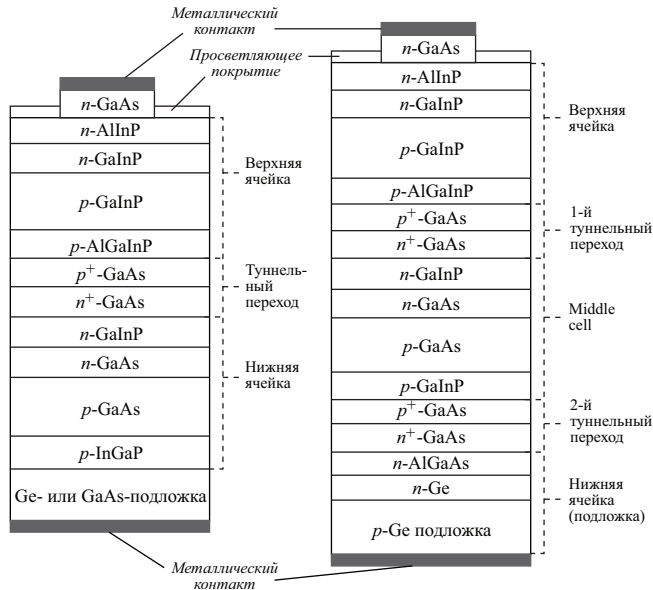 Металлический
контакт
Просветляющее
покрытие
n-GaAs
n-AlInP
n-GaInP
p-GaInP
p-AlGaInP
p+-GaAs
n+-GaAs
n-GaInP
n-GaAs
p-GaAs
p-InGaP
Ge- или GaAs-подложка
Верхняя
ячейка
Туннель-
ный
переход
Нижняя
ячейка
n-GaAs
n-AlInP
n-GaInP
p-GaInP
p-AlGaInP
p+-GaAs
n+-GaAs
n-GaInP
n-GaAs
p-GaAs
p-GaInP
p+-GaAs
n+-GaAs
n-AlGaAs
n-Ge
p-Ge подложка
Верхняя
ячейка
1-й
туннельный
переход
Middle
cell
2-й
туннельный
переход
Нижняя
ячейка
(подложка)
Металлический
контакт